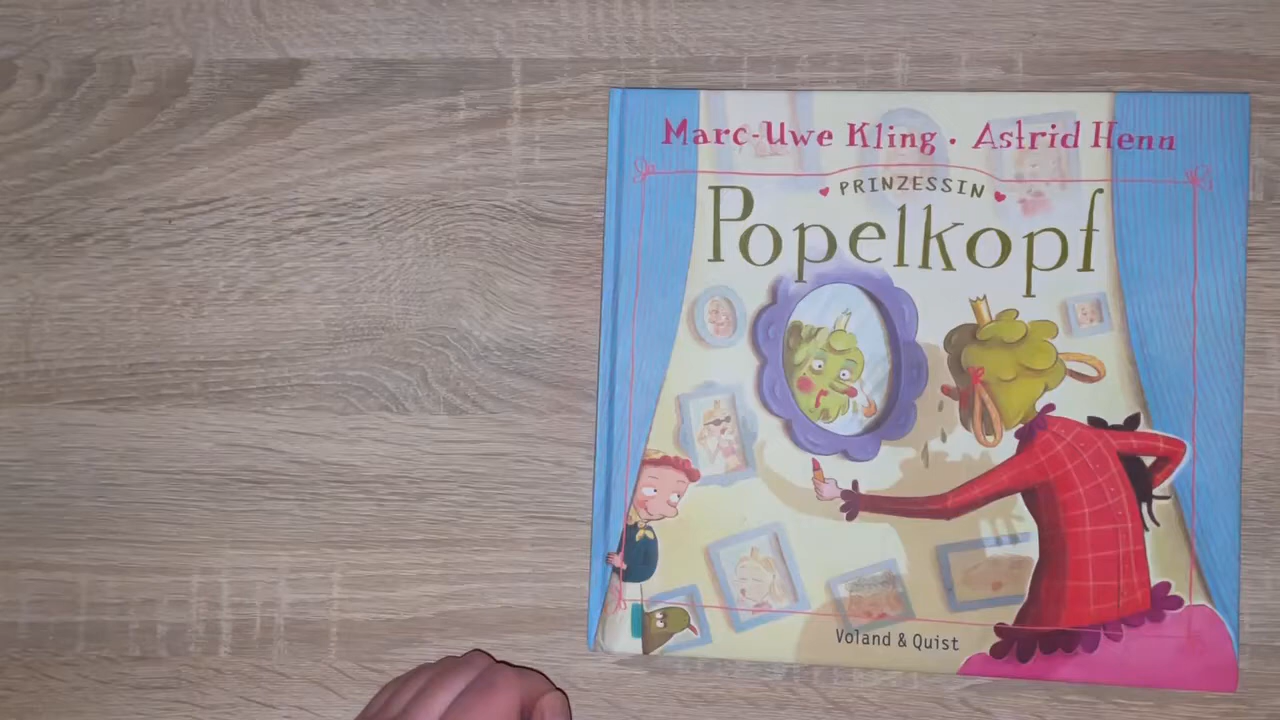 Marc-Uwe Kling · Astrid Henn
PRINZESSIN
Popelkopf
Voland & Quist